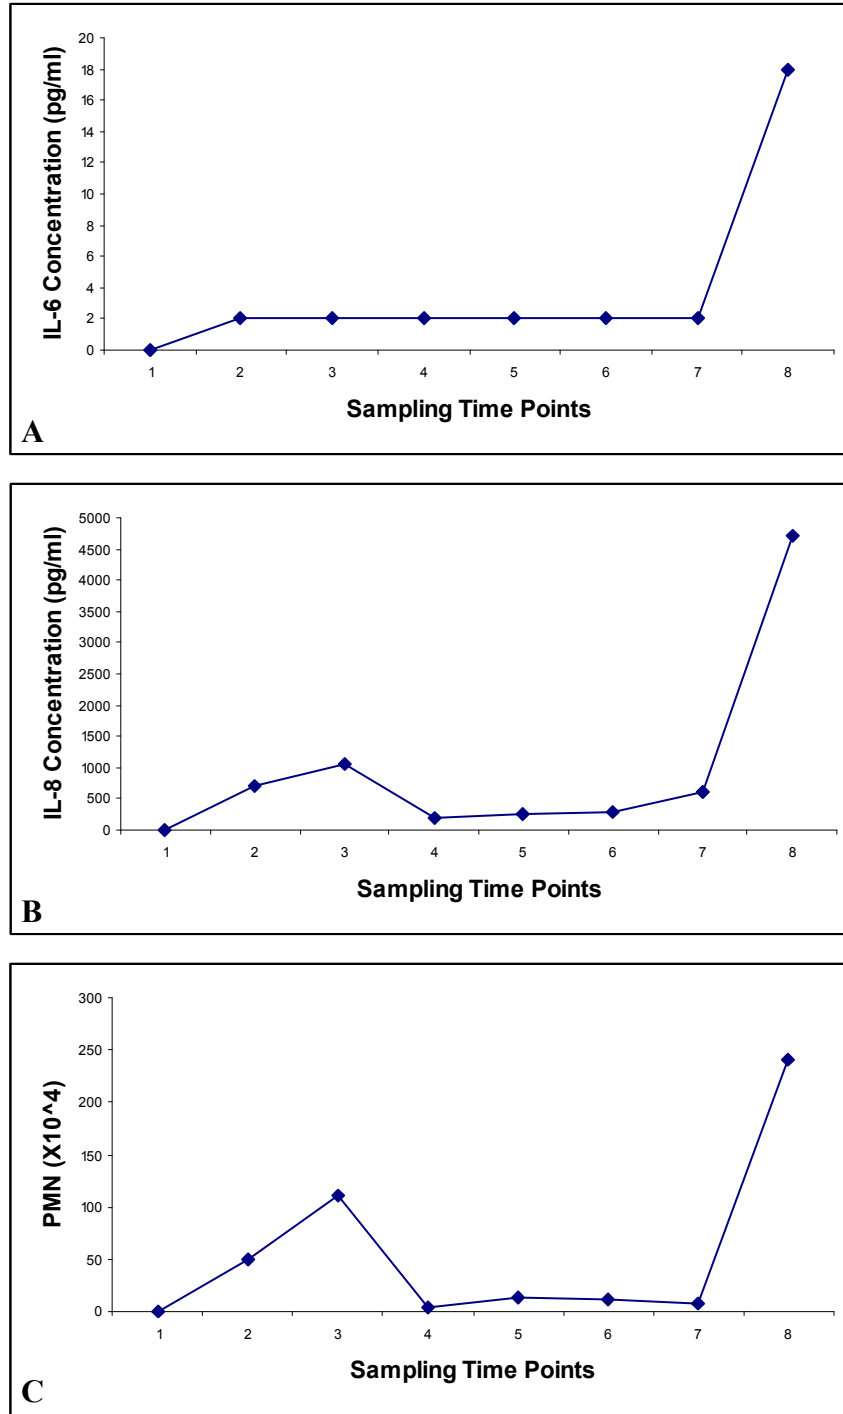 IL-6 Concentration (pg/ml)
20
18
16
14
12
10
8
6
4
2
0
1 2 3 4 5 6 7 8
Sampling Time Points
A
IL-8 Concentration (pg/ml)
5000
4500
4000
3500
3000
2500
2000
1500
1000
500
0
1 2 3 4 5 6 7 8
Sampling Time Points
B
PMN (X10^4)
300
250
200
150
100
50
0
1 2 3 4 5 6 7 8
Sampling Time Points
C